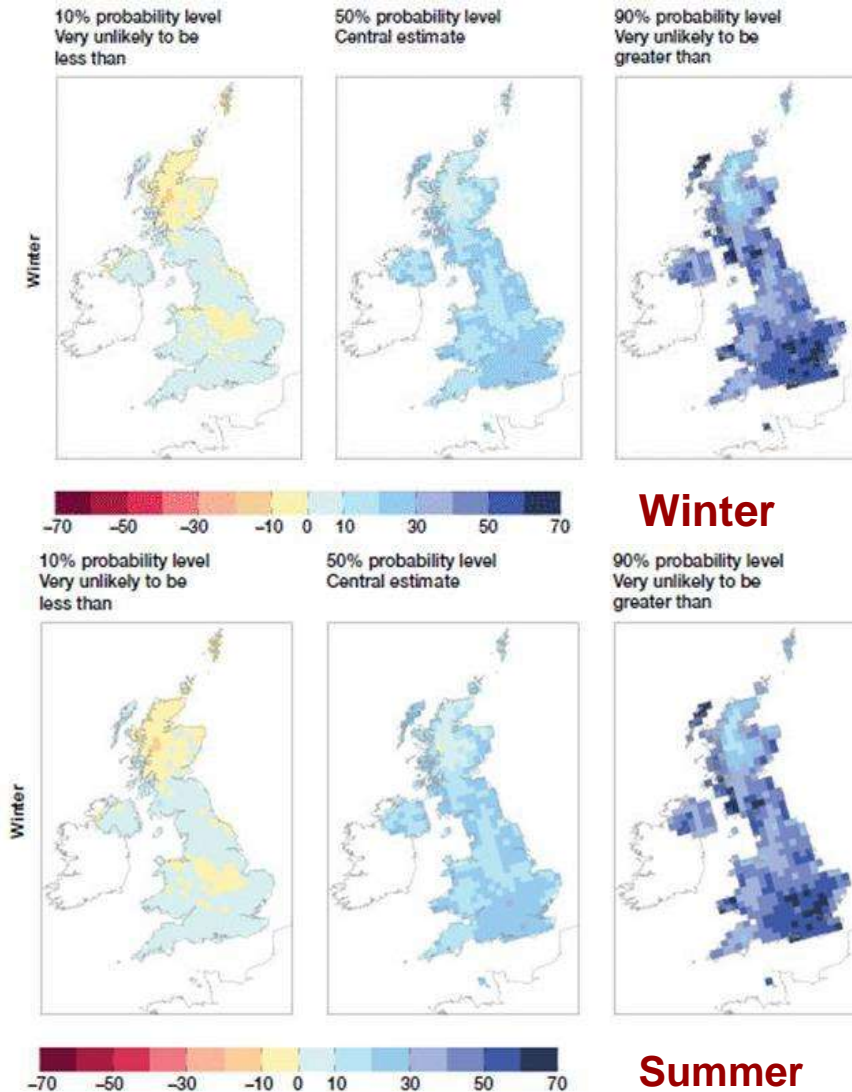 10% probability level
Very unlikely to be
less than
50% probability level
Central estimate
90% probability level
Very unlikely to be
greater than
Winter
–70 –50 –30 –10 0 10 30 50 70
Winter
10% probability level
Very unlikely to be
less than
50% probability level
Central estimate
90% probability level
Very unlikely to be
greater than
Winter
–70 –50 –30 –10 0 10 30 50 70
Summer